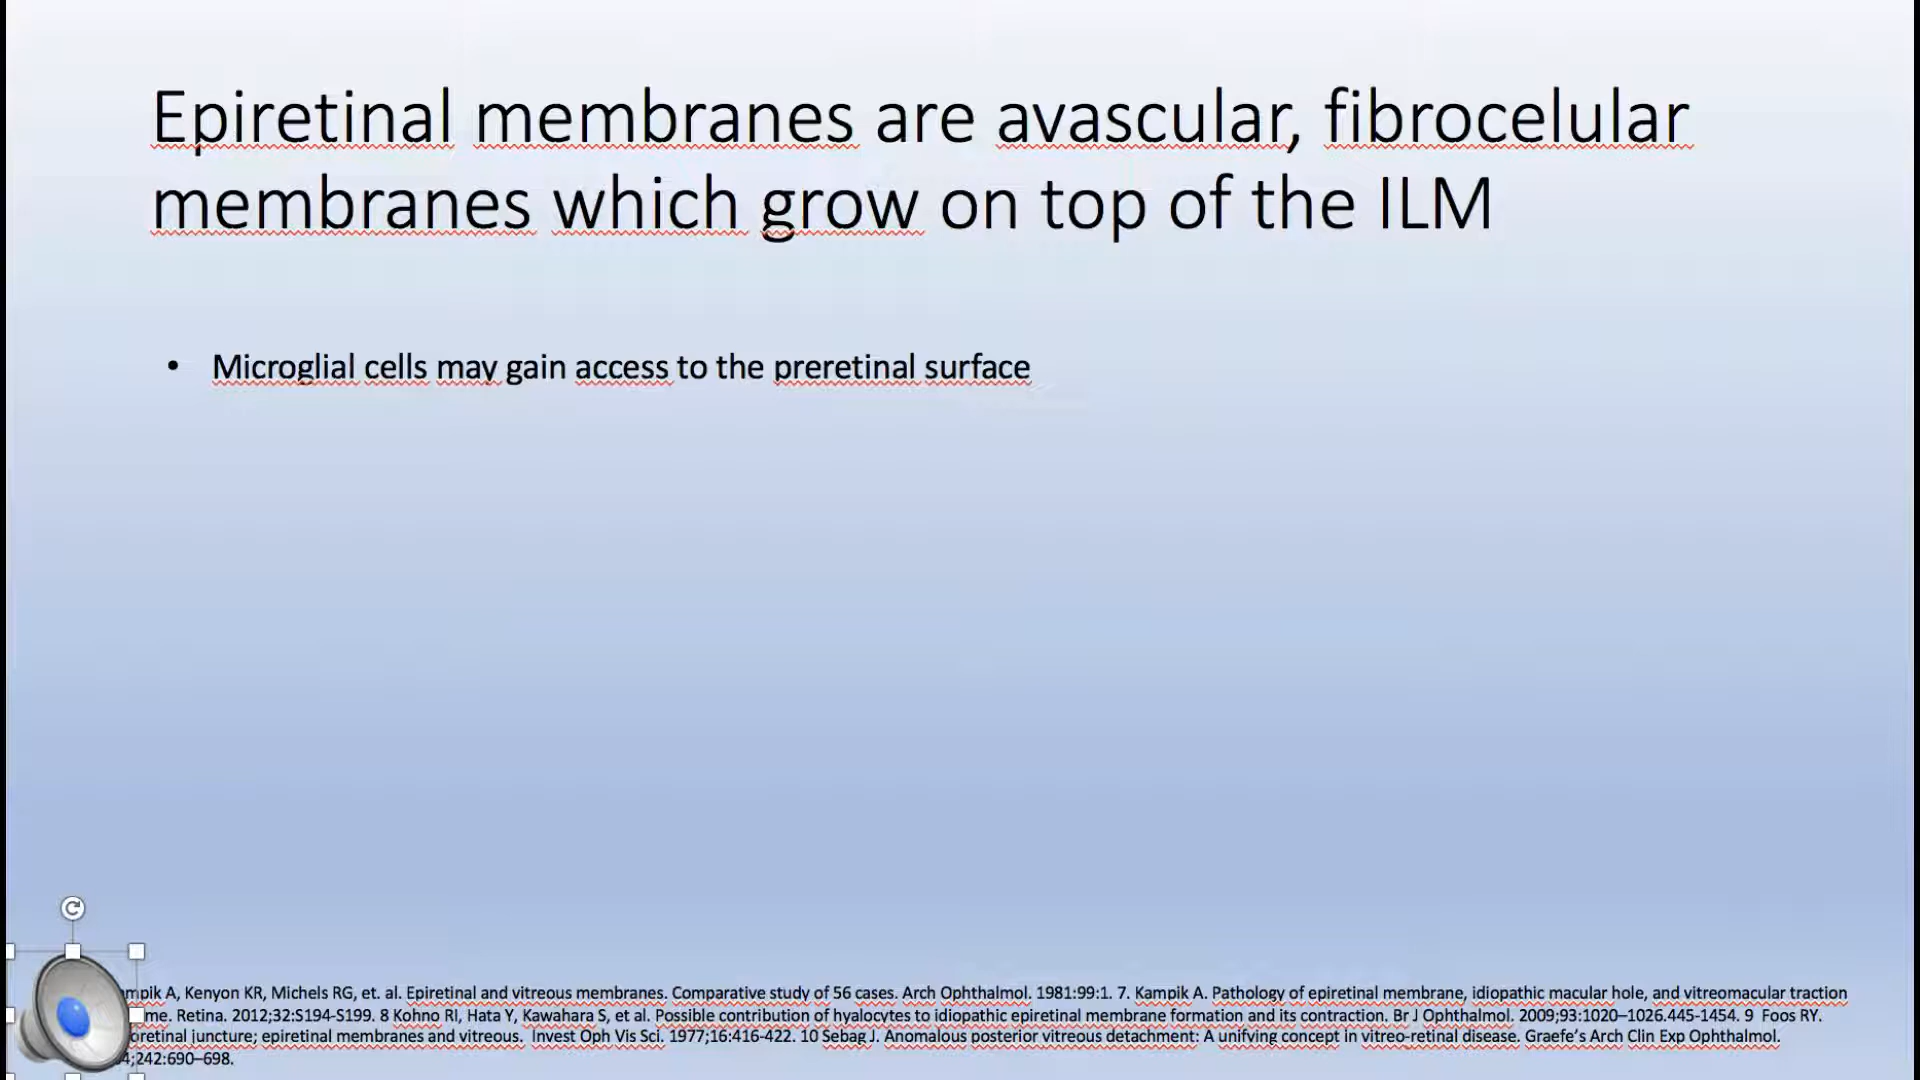 Epiretinal membranes are avascular, fibrocelular
membranes which grow on top of the ILM
• Microglial cells may gain access to the preretinal surface
A, Kenyon KR, Michels RG, et. al. Epiretinal and vitreous membranes. Comparative study of 56 cases. Arch Ophthalmol. 1981:99:1. 7. Kampik A. Pathology of epiretinal membrane, idiopathic macular hole, and vitreomacular traction
Retina. 2012;32:S194-S199. 8 Kohno RI, Hata Y, Kawahara S, et al. Possible contribution of hyalocytes to idiopathic epiretinal membrane formation and its contraction. Br J Ophthalmol. 2009;93:1020–1026.445-1454. 9 Foos RY.
juncture; epiretinal membranes and vitreous. Invest Oph Vis Sci. 1977;16:416-422. 10 Sebag J. Anomalous posterior vitreous detachment: A unifying concept in vitreo-retinal disease. Graefe's Arch Clin Exp Ophthalmol.
;242:690–698.